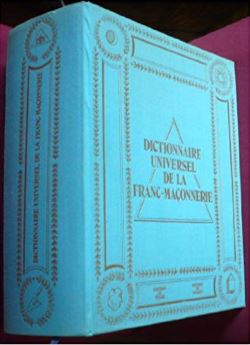 DICTIONNAIRE UNIVERSEL DE LA FRANC-MAÇONNERIE
DICTIONNAIRE
UNIVERSEL
DE LA
FRANC-MAÇONNERIE